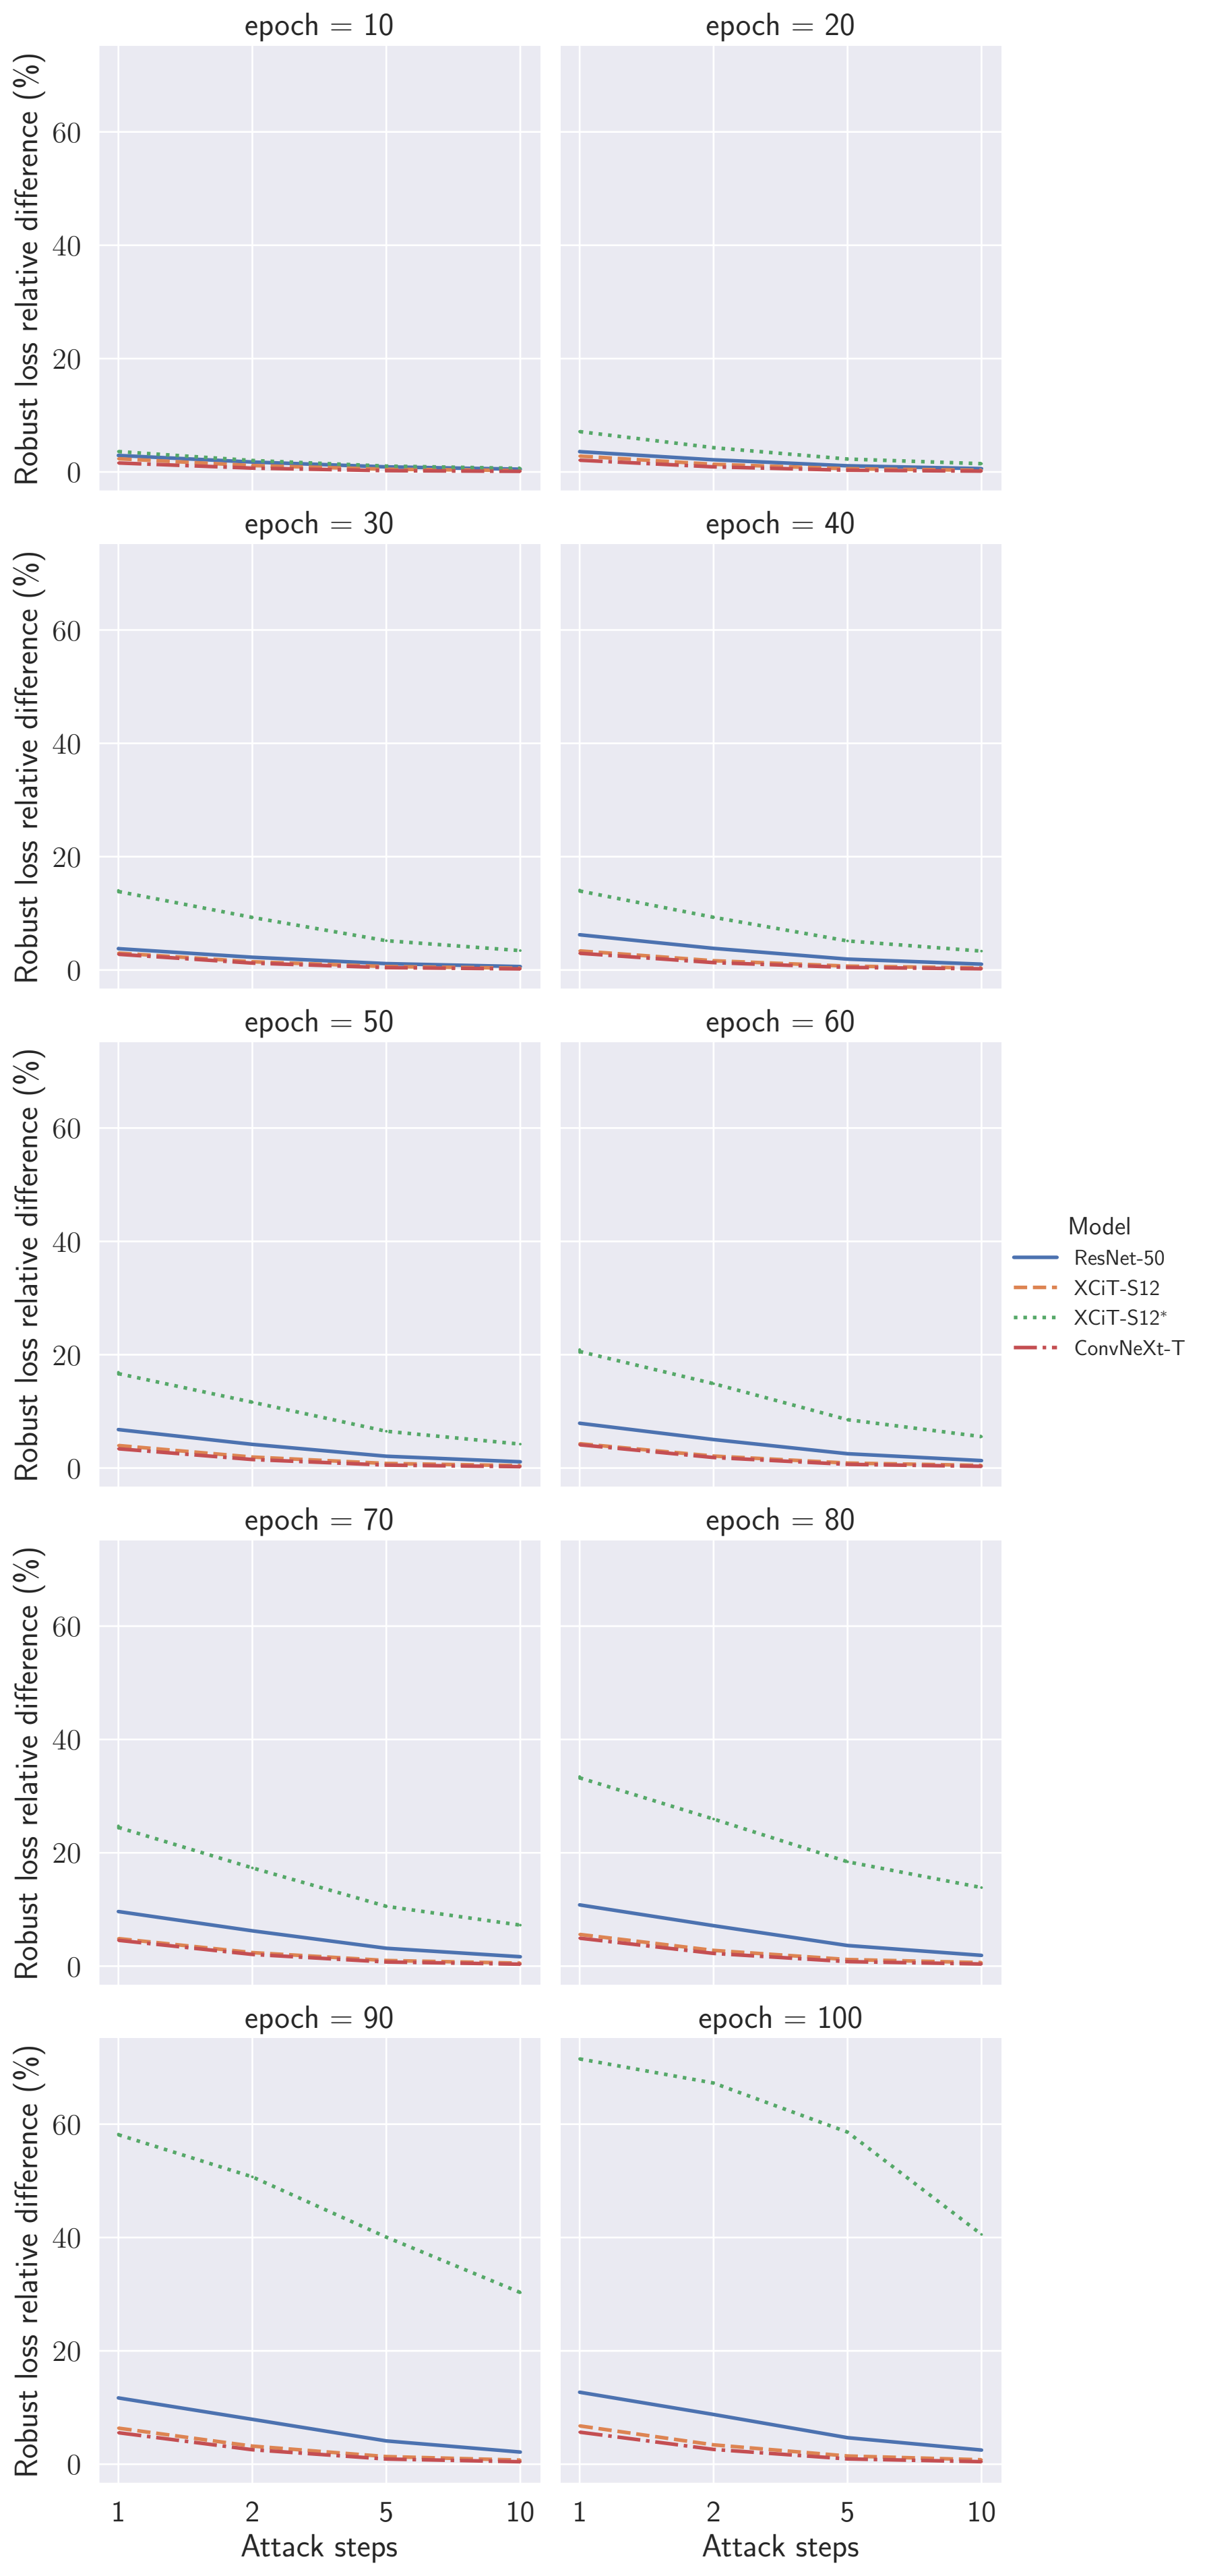 epoch = 10
epoch = 20
Robust loss relative difference (%)
60
40
20
0
epoch = 30
epoch = 40
Robust loss relative difference (%)
60
40
20
0
epoch = 50
epoch = 60
Robust loss relative difference (%)
60
40
20
0
Model
ResNet-50
XCiT-S12
XCiT-S12*
ConvNeXt-T
epoch = 70
epoch = 80
Robust loss relative difference (%)
60
40
20
0
epoch = 90
epoch = 100
Robust loss relative difference (%)
60
40
20
0
1 2 5 10
1 2 5 10
Attack steps
Attack steps